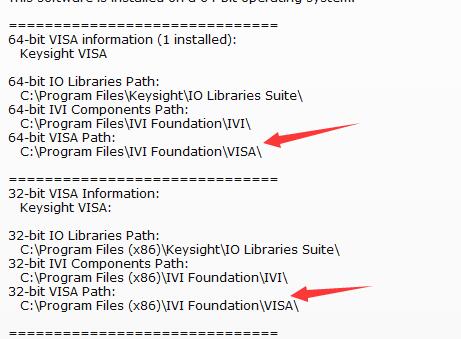 This software is installed on a 64-bit operating system.
==============================
64-bit VISA information (1 installed):
Keysight VISA
64-bit IO Libraries Path:
C:\Program Files\Keysight\IO Libraries Suite\
64-bit IVI Components Path:
C:\Program Files\IVI Foundation\IVI\
64-bit VISA Path:
C:\Program Files\IVI Foundation\VISA\
==============================
32-bit VISA Information:
Keysight VISA:
32-bit IO Libraries Path:
C:\Program Files (x86)\Keysight\IO Libraries Suite\
32-bit IVI Components Path:
C:\Program Files (x86)\IVI Foundation\IVI\
32-bit VISA Path:
C:\Program Files (x86)\IVI Foundation\VISA\
==============================